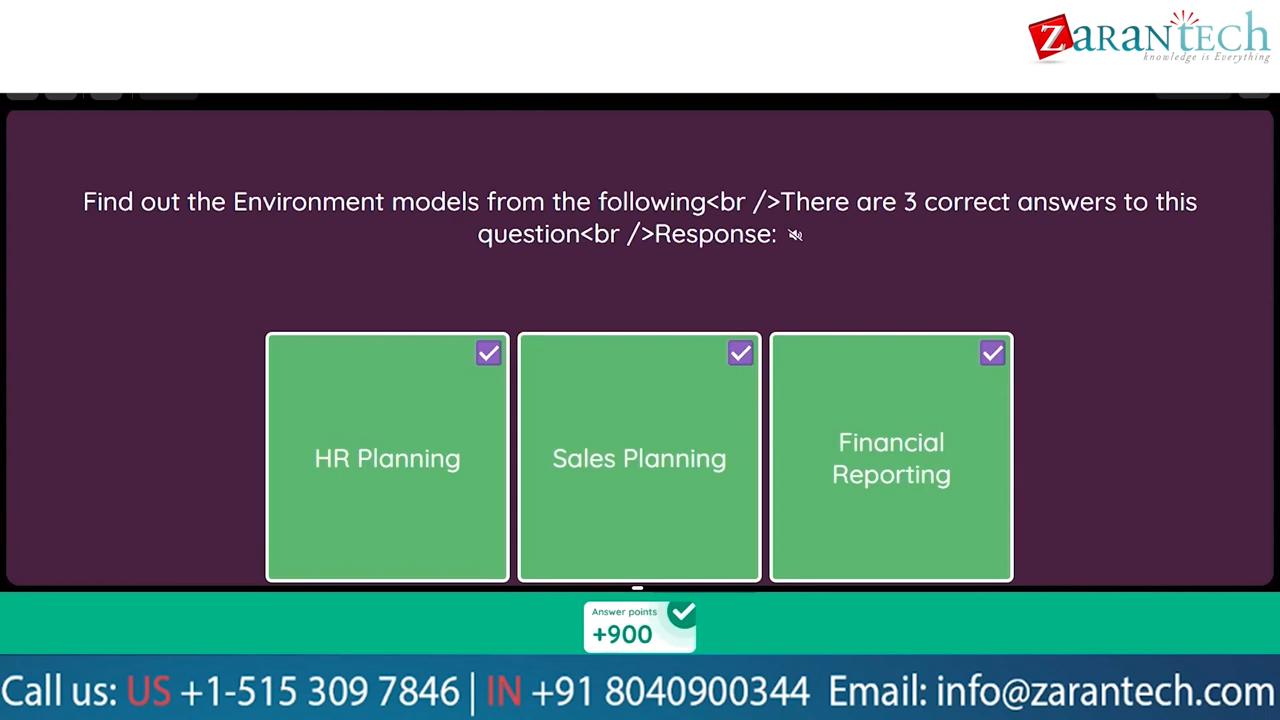 ZARANTECH
knowledge is Everything
Find out the Environment models from the following<br />There are 3 correct answers to this
question<br />Response:
HR Planning
Sales Planning
Financial
Reporting
Answer points
+900
Call us: US +1-515 309 7846 | IN +91 8040900344 Email: info@zarantech.com